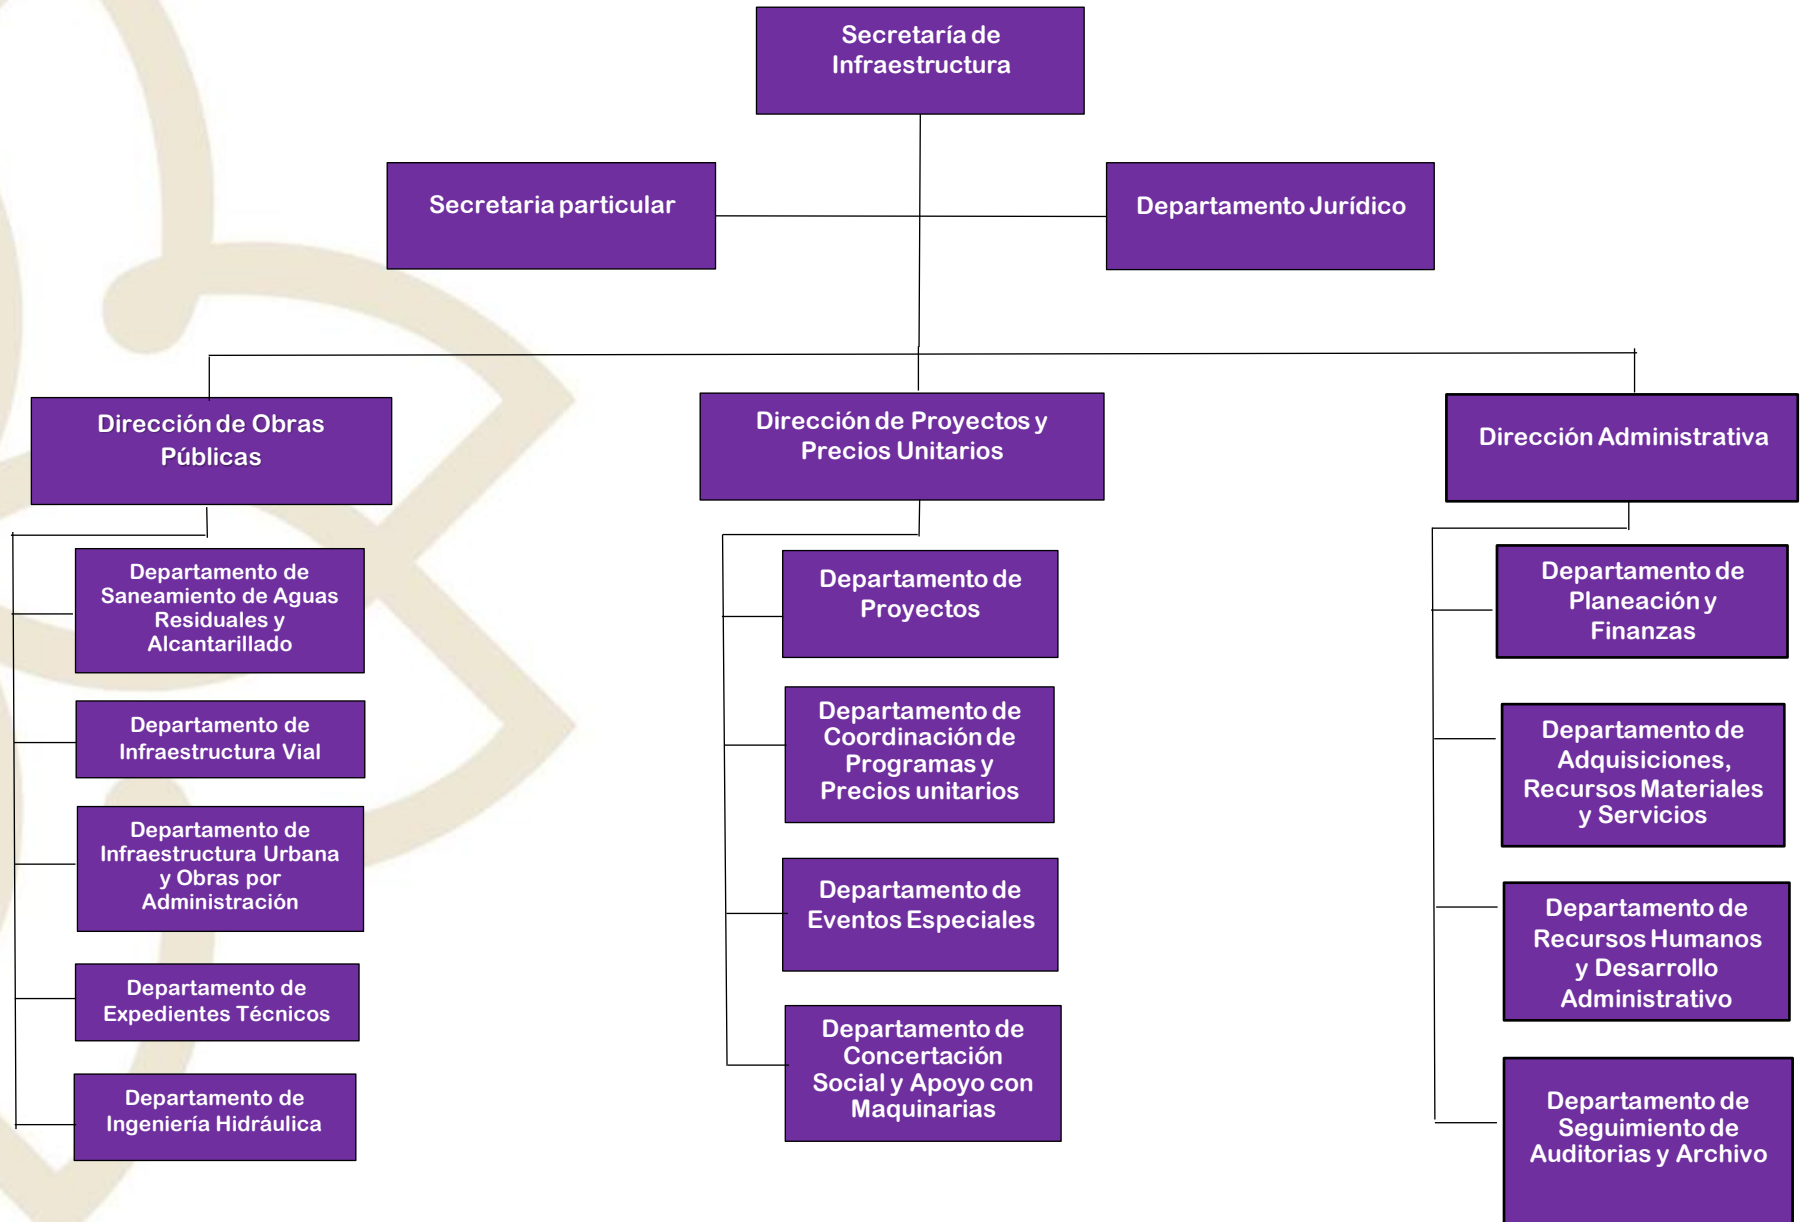 Secretaría de
Infraestructura
Secretaria particular
Departamento Jurídico
Dirección de Obras
Públicas
Dirección de Proyectos y
Precios Unitarios
Dirección Administrativa
Departamento de
Saneamiento de Aguas
Residuales y
Alcantarillado
Departamento de
Infraestructura Vial
Departamento de
Infraestructura Urbana
y Obras por
Administración
Departamento de
Expedientes Técnicos
Departamento de
Ingeniería Hidráulica
Departamento de
Proyectos
Departamento de
Coordinación de
Programas y
Precios unitarios
Departamento de
Eventos Especiales
Departamento de
Concertación
Social y Apoyo con
Maquinarias
Departamento de
Planeación y
Finanzas
Departamento de
Adquisiciones,
Recursos Materiales
y Servicios
Departamento de
Recursos Humanos
y Desarrollo
Administrativo
Departamento de
Seguimiento de
Auditorias y Archivo